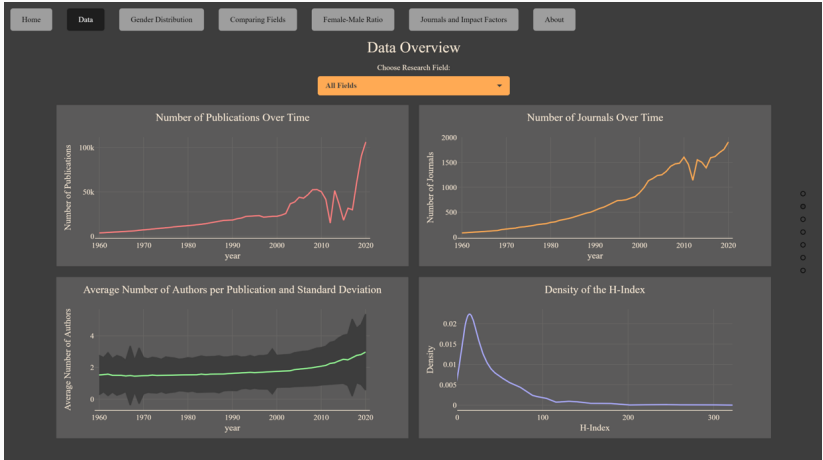 Home Data Gender Distribution Comparing Fields Female-Male Ratio Journals and Impact Factors About
Data Overview
Choose Research Field:
All Fields
Number of Publications Over Time
Number of Publications
100k
50k
0
1960 1970 1980 1990 2000 2010 2020
year
Number of Journals Over Time
Number of Journals
2000
1500
1000
500
0
1960 1970 1980 1990 2000 2010 2020
year
Average Number of Authors per Publication and Standard Deviation
Average Number of Authors
4
2
0
1960 1970 1980 1990 2000 2010 2020
year
Density of the H-Index
Density
0.02
0.015
0.01
0.005
0
0 100 200 300
H-Index